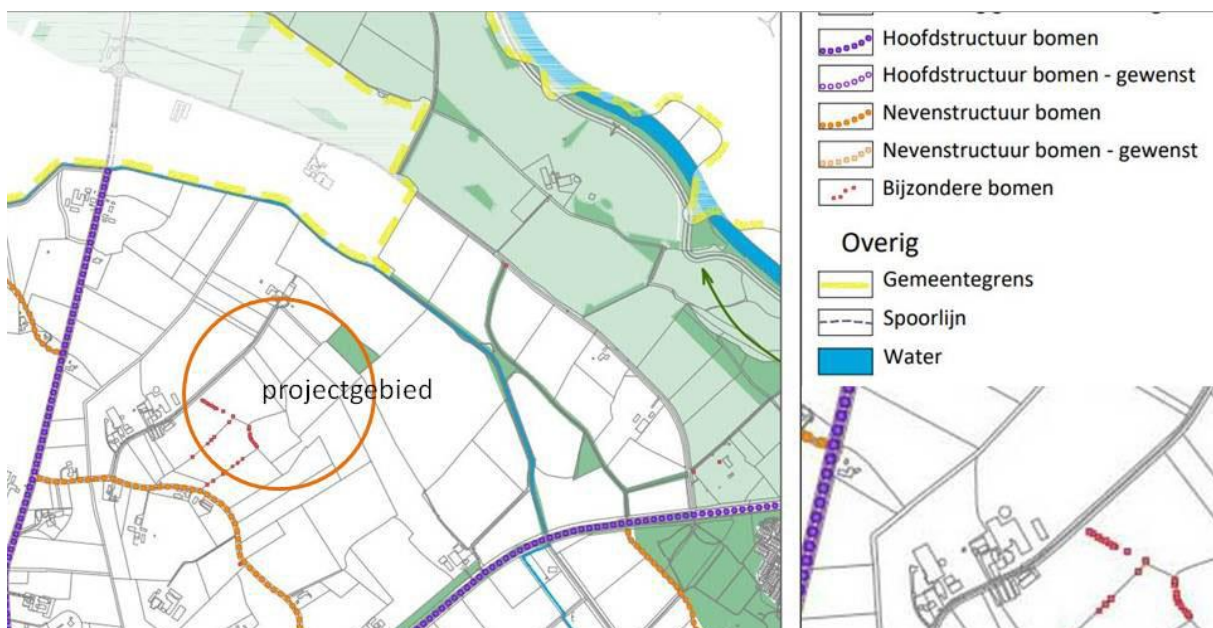 projectgebied
Hoofdstructuur bomen
Hoofdstructuur bomen - gewenst
Nevenstructuur bomen
Nevenstructuur bomen - gewenst
Bijzondere bomen
Overig
Gemeentegrens
Spoorlijn
Water